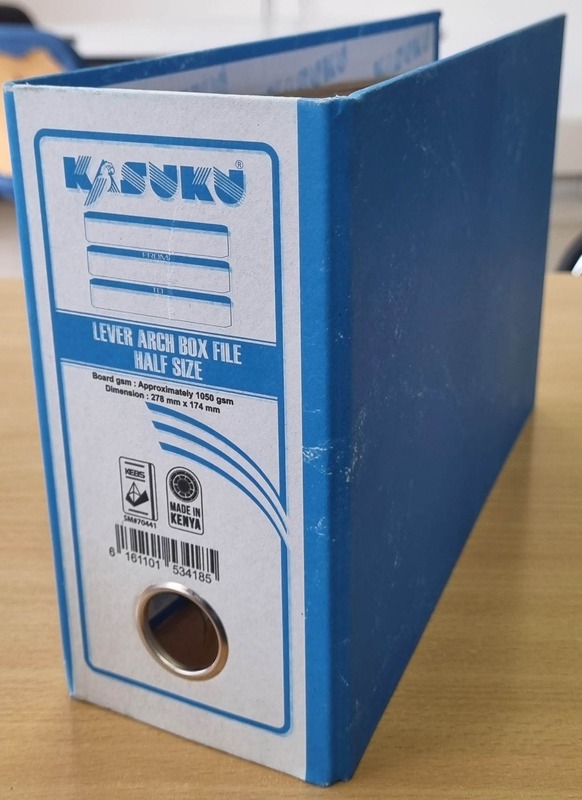 KASUKU®
FROM
TO
LEVER ARCH BOX FILE
HALF SIZE
Board gsm : Approximately 1050 gsm
Dimension : 278 mm x 174 mm
KEBS
SM#70441
MADE IN
KENYA
6 161101 534185